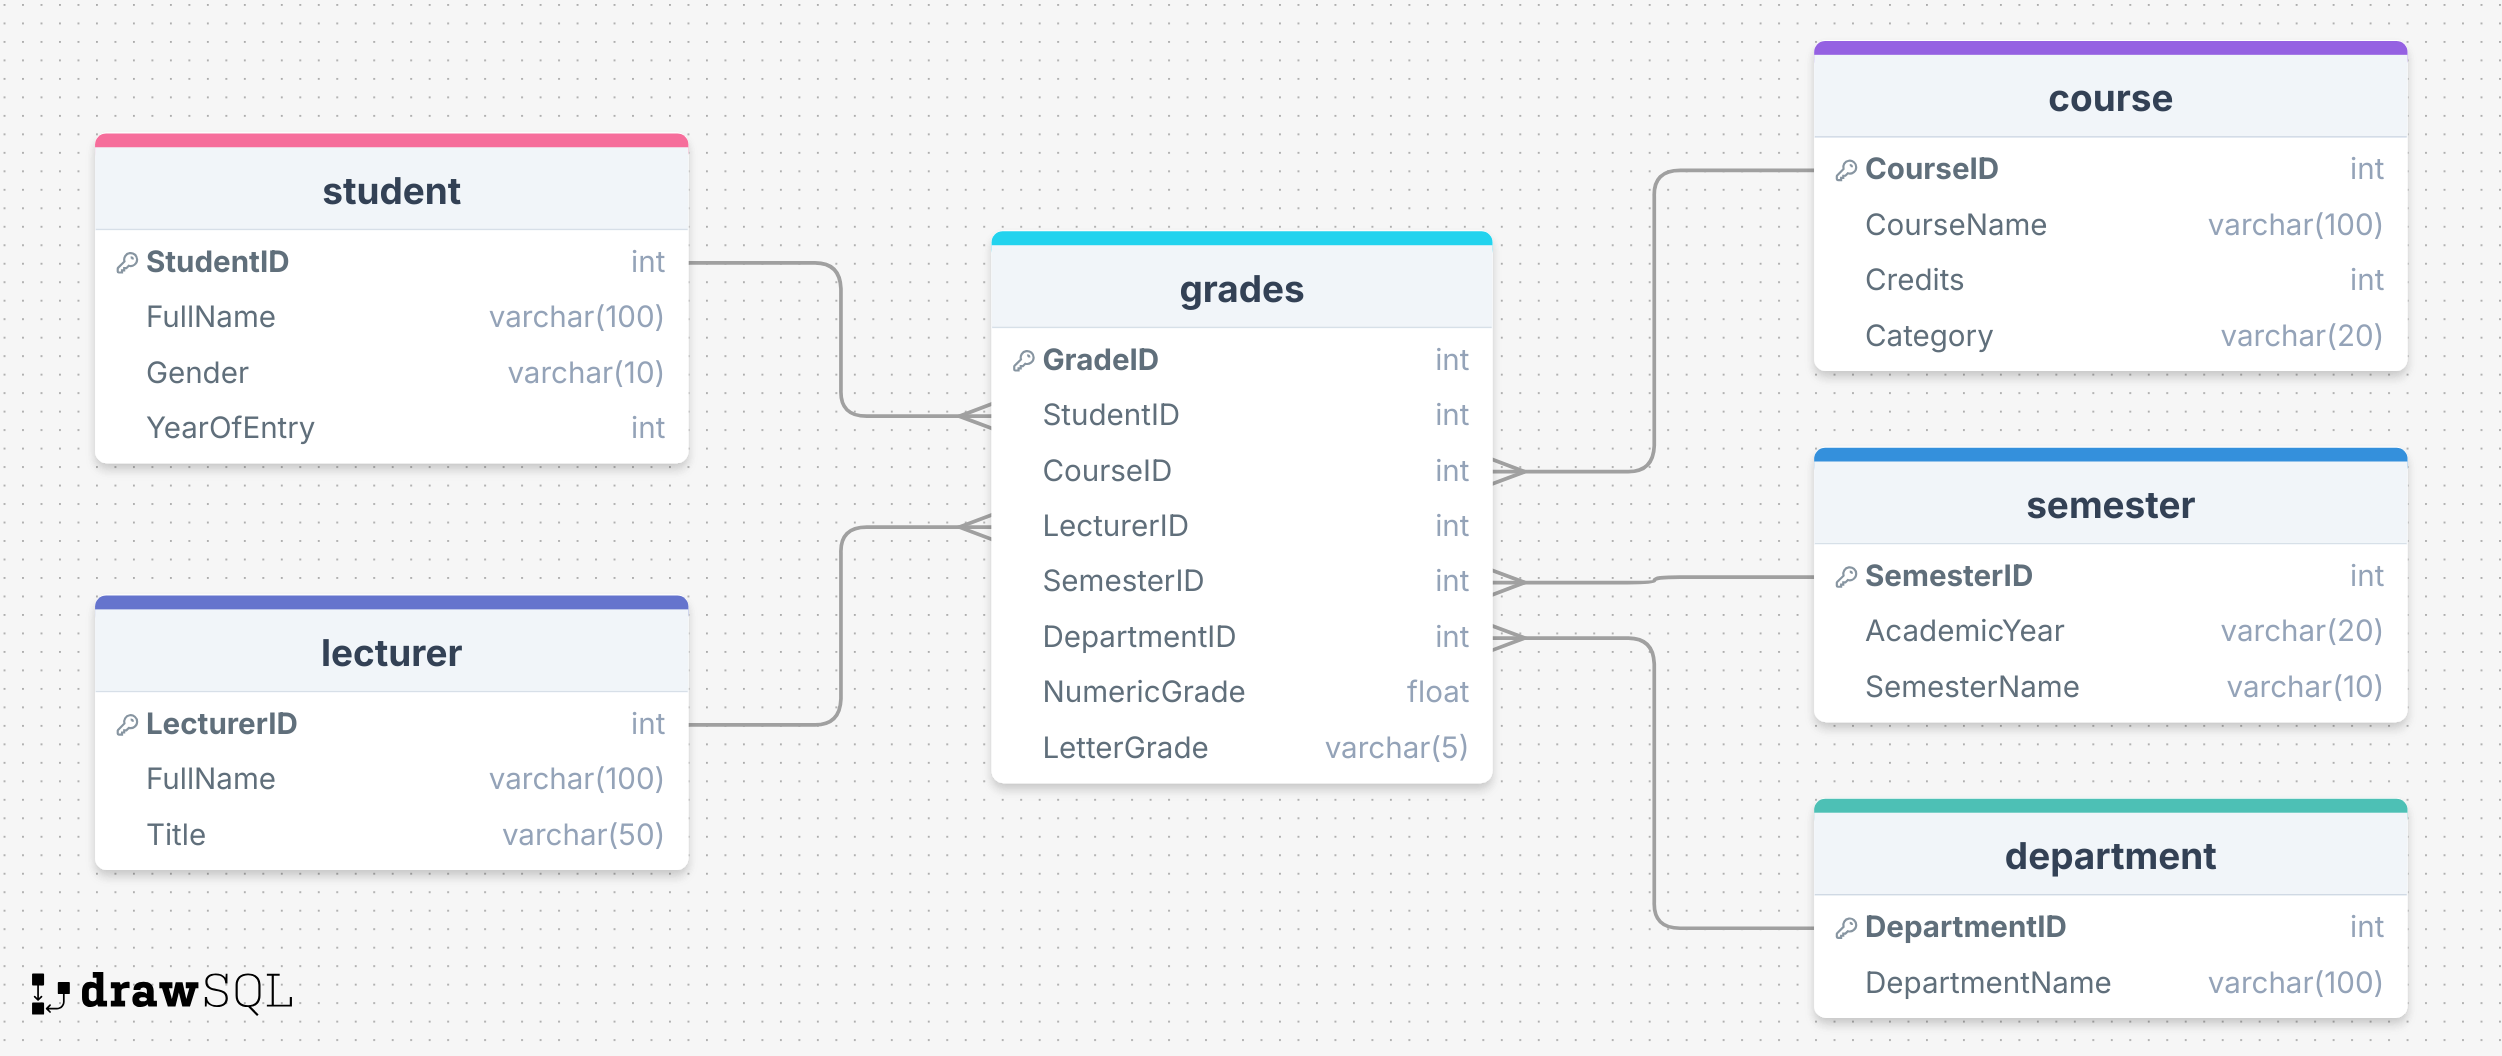 student
StudentID int
FullName varchar(100)
Gender varchar(10)
YearOfEntry int
lecturer
LecturerID int
FullName varchar(100)
Title varchar(50)
grades
GradeID int
StudentID int
CourseID int
LecturerID int
SemesterID int
DepartmentID int
NumericGrade float
LetterGrade varchar(5)
course
CourseID int
CourseName varchar(100)
Credits int
Category varchar(20)
semester
SemesterID int
AcademicYear varchar(20)
SemesterName varchar(10)
department
DepartmentID int
DepartmentName varchar(100)
drawSQL